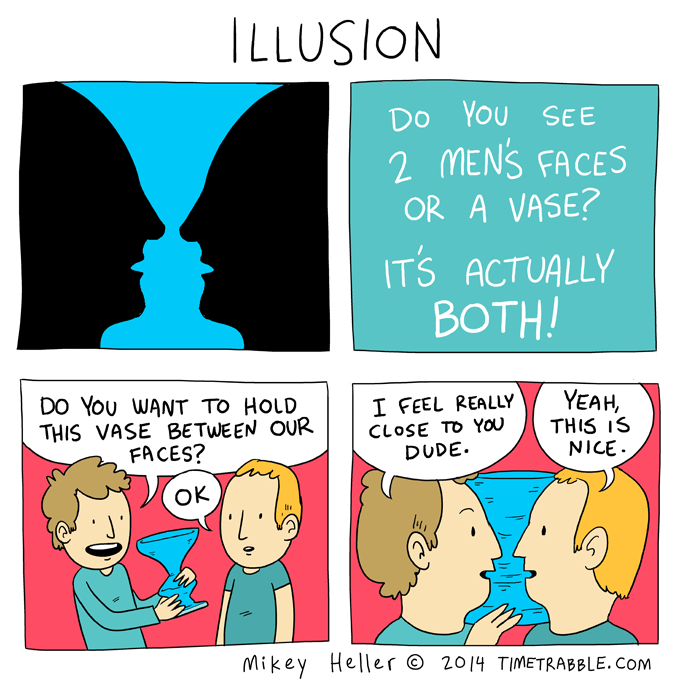 ILLUSION
DO YOU SEE
2 MEN'S FACES
OR A VASE?
IT'S ACTUALLY
BOTH!
DO YOU WANT TO HOLD
THIS VASE BETWEEN OUR
FACES?
OK
I FEEL REALLY
CLOSE TO YOU
DUDE.
YEAH,
THIS IS
NICE.
Mikey Heller © 2014 TIMETRABBLE.COM